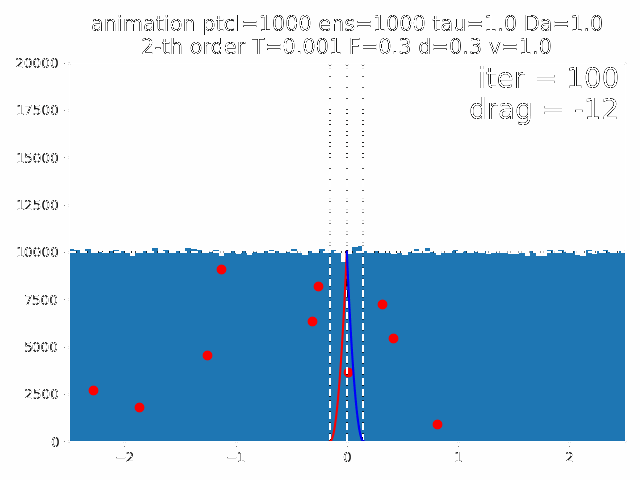 animation ptcl=1000 ens=1000 tau=1.0 Da=1.0
2-th order T=0.001 F=0.3 d=0.3 v=1.0
iter = 100
drag = -12
20000
17500
15000
12500
10000
7500
5000
2500
0
−2 −1 0 1 2